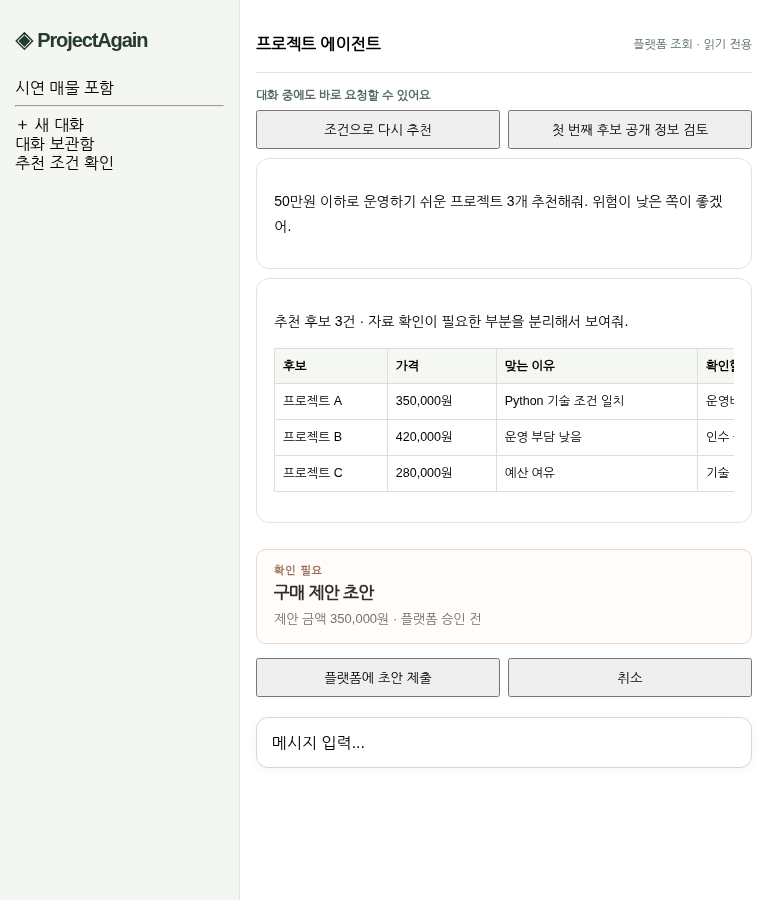 ◈ ProjectAgain
시연 매물 포함
+ 새 대화
대화 보관함
추천 조건 확인
프로젝트 에이전트
플랫폼 조회 · 읽기 전용
대화 중에도 바로 요청할 수 있어요
조건으로 다시 추천
첫 번째 후보 공개 정보 검토
50만원 이하로 운영하기 쉬운 프로젝트 3개 추천해줘. 위험이 낮은 쪽이 좋겠
어.
추천 후보 3건 · 자료 확인이 필요한 부분을 분리해서 보여줘.
후보 가격 맞는 이유
프로젝트 A 350,000원 Python 기술 조건 일치
프로젝트 B 420,000원 운영 부담 낮음 인수
프로젝트 C 280,000원 예산 여유 기술
확인 필요
구매 제안 초안
제안 금액 350,000원 · 플랫폼 승인 전
플랫폼에 초안 제출
취소
메시지 입력...